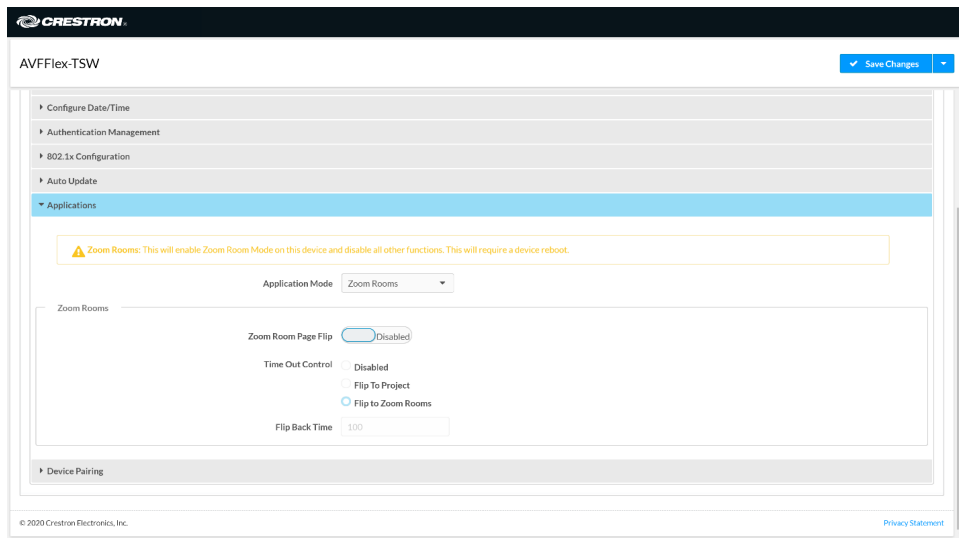 CRESTRON®
AVFFlex-TSW
Save Changes
Configure Date/Time
Authentication Management
802.1x Configuration
Auto Update
Applications
Zoom Rooms: This will enable Zoom Room Mode on this device and disable all other functions. This will require a device reboot.
Application Mode Zoom Rooms
Zoom Rooms
Zoom Room Page Flip Disabled
Time Out Control Disabled
Flip To Project
Flip to Zoom Rooms
Flip Back Time 100
Device Pairing
© 2020 Crestron Electronics, Inc. Privacy Statement